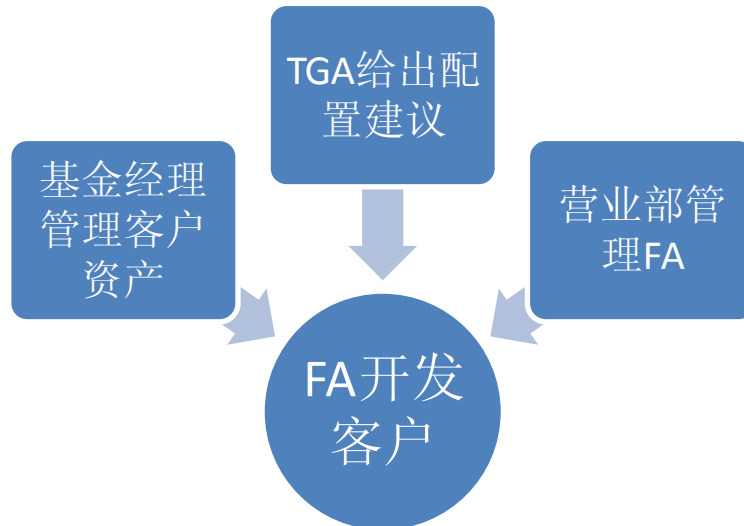 TGA给出配
置建议
基金经理
管理客户
资产
营业部管
理FA
FA开发
客户